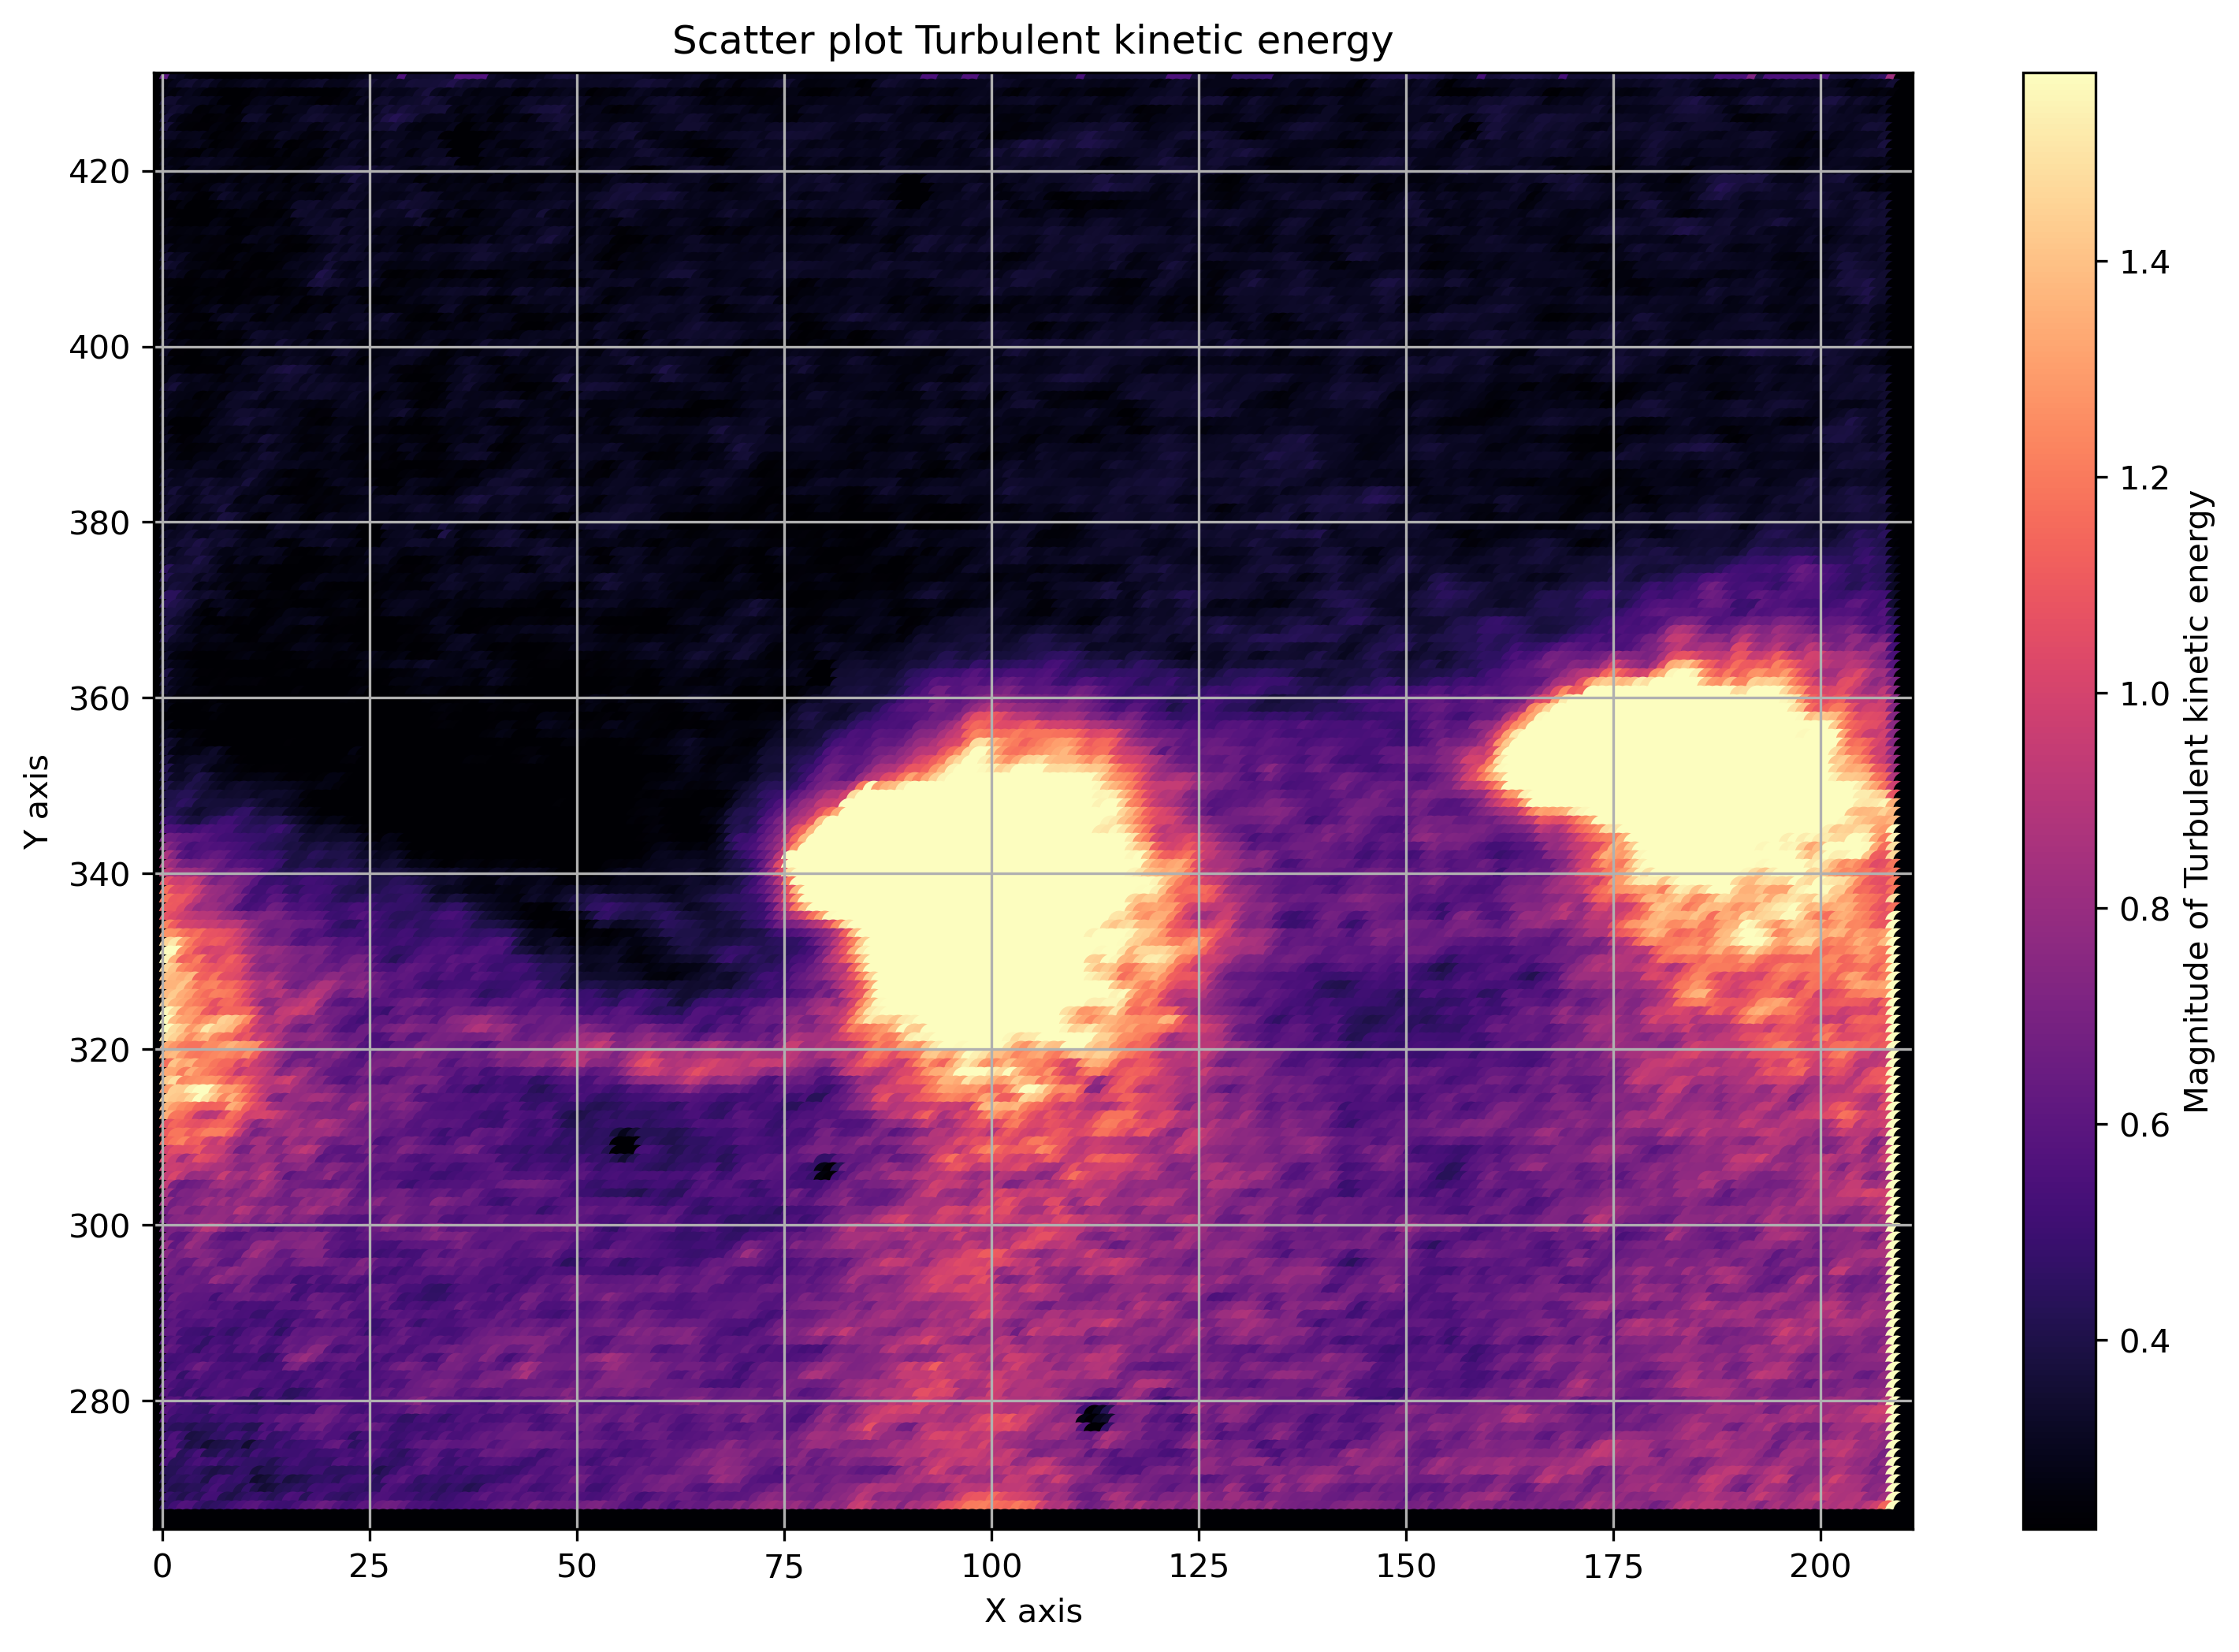 Scatter plot Turbulent kinetic energy
420
400
380
360
340
320
300
280
Y axis
0 25 50 75 100 125 150 175 200
X axis
1.4
1.2
1.0
0.8
0.6
0.4
Magnitude of Turbulent kinetic energy